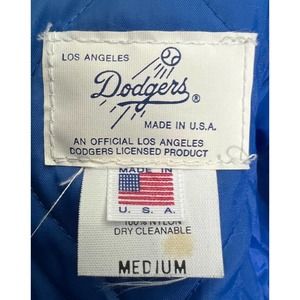 LOS ANGELES
Dodgers®
MADE IN U.S.A.
AN OFFICIAL LOS ANGELES
DODGERS LICENSED PRODUCT
MADE IN
U. S. A.
100% NYLON
DRY CLEANABLE
MEDIUM